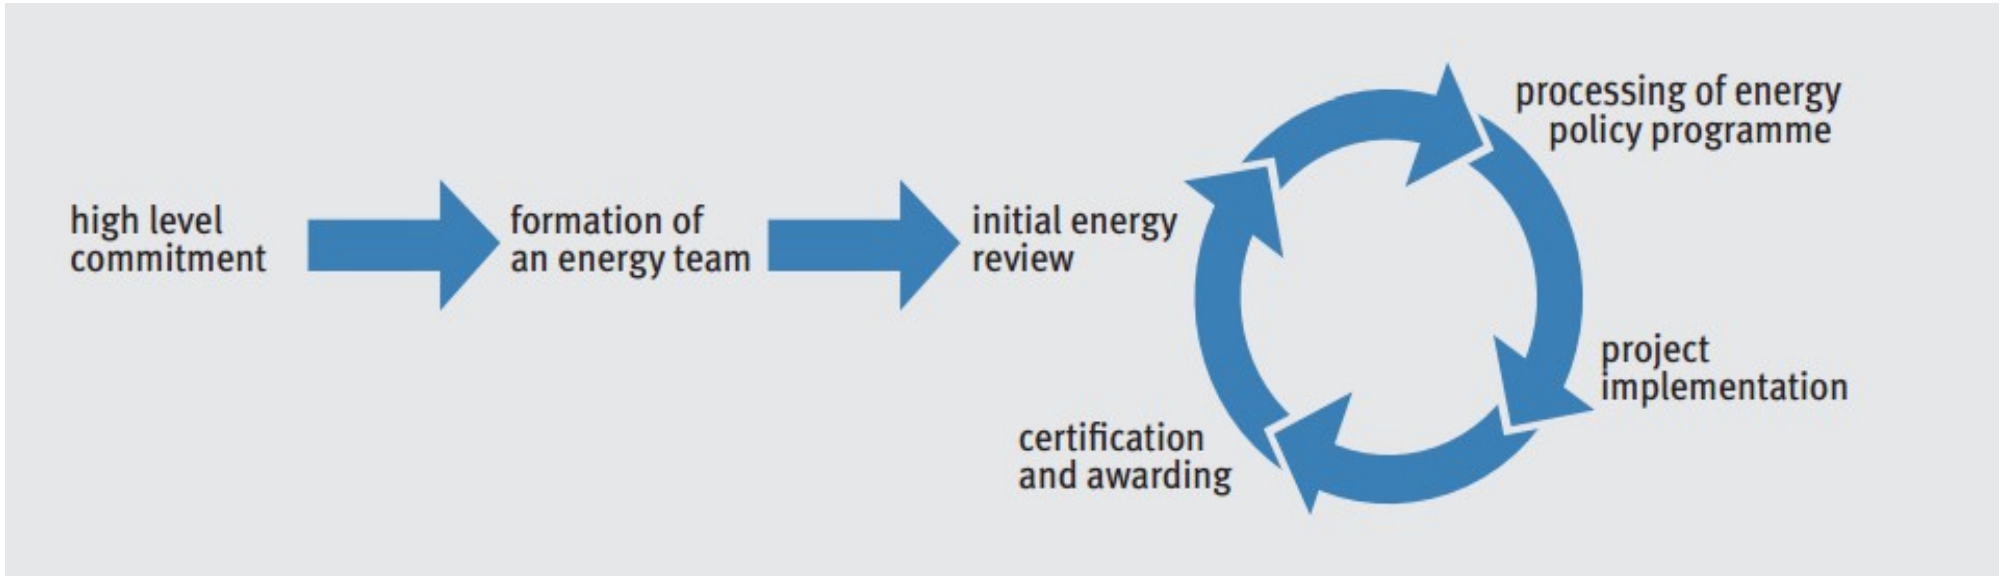 high level
commitment
formation of
an energy team
initial energy
review
processing of energy
policy programme
project
implementation
certification
and awarding